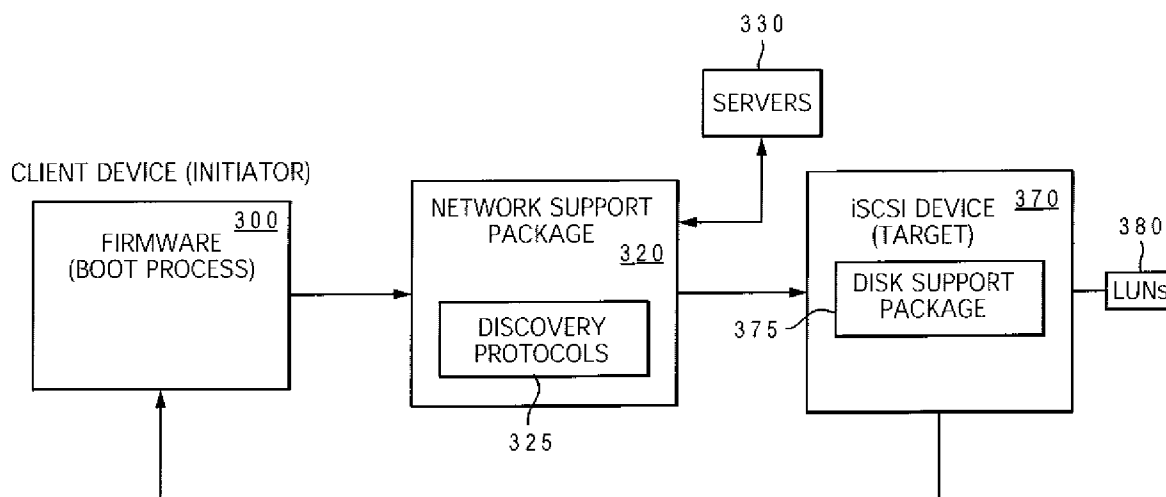 330
SERVERS
CLIENT DEVICE (INITIATOR)
300
FIRMWARE
(BOOT PROCESS)
NETWORK SUPPORT
PACKAGE
320
DISCOVERY
PROTOCOLS
325
iSCSI DEVICE
370
(TARGET)
DISK SUPPORT
PACKAGE
375
380
LUNs